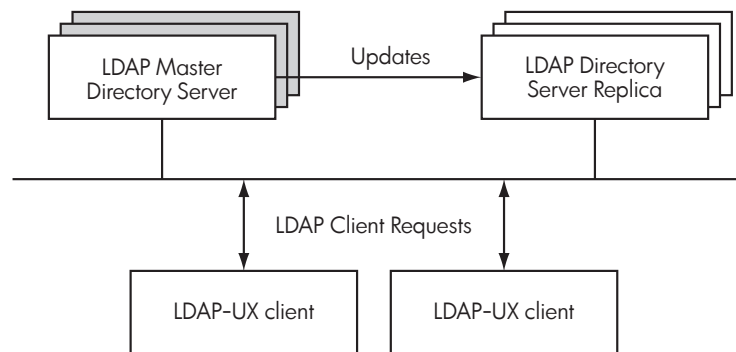 LDAP Master
Directory Server
Updates
LDAP Directory
Server Replica
LDAP Client Requests
LDAP-UX client
LDAP-UX client